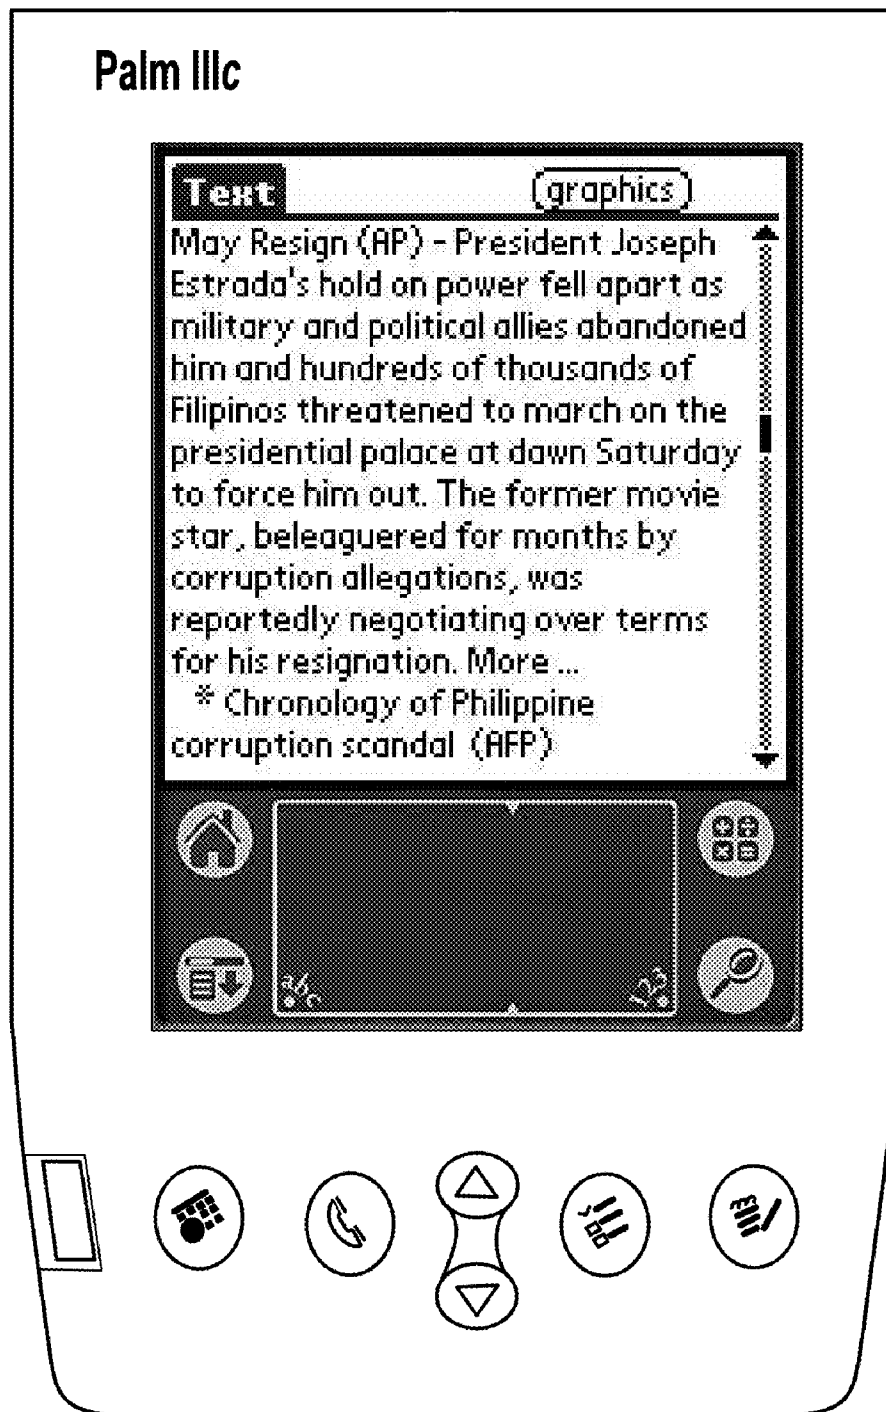 Palm IIIc
Text
graphics
May Resign (AP) - President Joseph
Estrada's hold on power fell apart as
military and political allies abandoned
him and hundreds of thousands of
Filipinos threatened to march on the
presidential palace at dawn Saturday
to force him out. The former movie
star, beleaguered for months by
corruption allegations, was
reportedly negotiating over terms
for his resignation. More ...
* Chronology of Philippine
corruption scandal (AFP)
abc
123